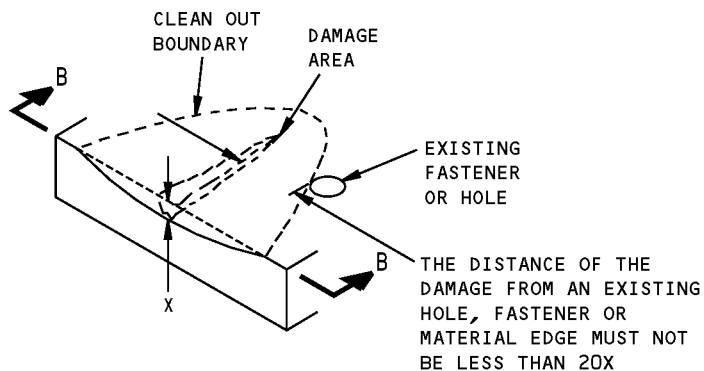 CLEAN OUT
BOUNDARY
DAMAGE
AREA
B
EXISTING
FASTENER
OR HOLE
B
X
THE DISTANCE OF THE
DAMAGE FROM AN EXISTING
HOLE, FASTENER OR
MATERIAL EDGE MUST NOT
BE LESS THAN 20X